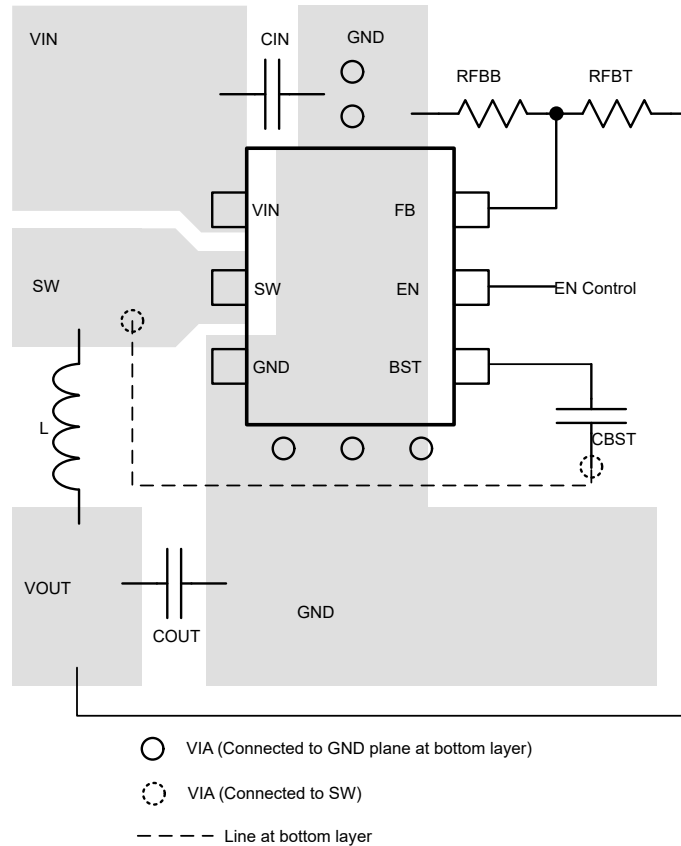 VIN
CIN
GND
RFBB
RFBT
VIN
FB
SW
SW
EN
EN Control
GND
BST
L
CBST
VOUT
COUT
GND
VIA (Connected to GND plane at bottom layer)
VIA (Connected to SW)
Line at bottom layer